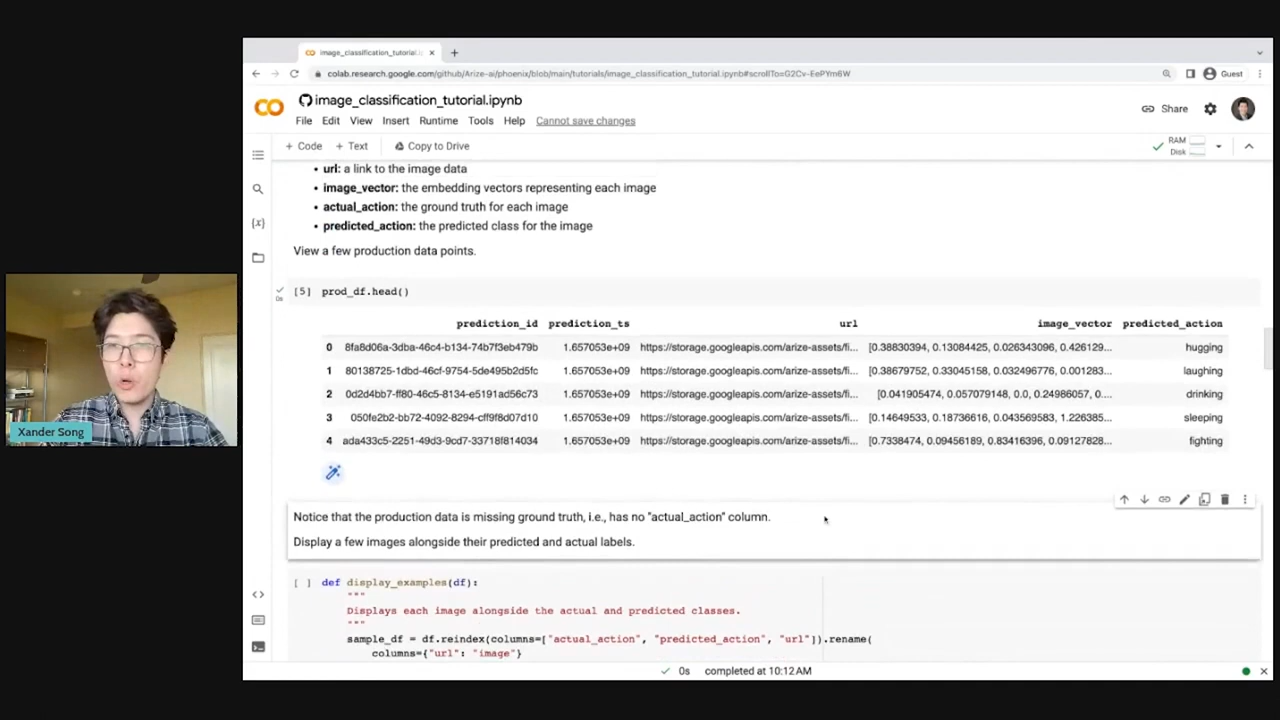 image_classification_tutorial.ip
colab.research.google.com/github/Arize-ai/phoenix/blob/main/tutorials/image_classification_tutorial.ipynb#scrollTo=G2Cv-EePYm6W
Guest
image_classification_tutorial.ipynb
File Edit View Insert Runtime Tools Help Cannot save changes
Share
+ Code + Text Copy to Drive
RAM
Disk
• url: a link to the image data
• image_vector: the embedding vectors representing each image
• actual_action: the ground truth for each image
• predicted_action: the predicted class for the image
View a few production data points.
[5] prod_df.head()
0s
prediction_id prediction_ts url image_vector predicted_action
0 8fa8d06a-3dba-46c4-b134-74b7f3eb479b 1.657053e+09 https://storage.googleapis.com/arize-assets/fi... [0.38830394, 0.13084425, 0.026343096, 0.426129... hugging
1 80138725-1dbd-46cf-9754-5de495b2d5fc 1.657053e+09 https://storage.googleapis.com/arize-assets/fi... [0.38679752, 0.33045158, 0.032496776, 0.001283... laughing
2 0d2d4bb7-ff80-46c5-8134-e5191ad56c73 1.657053e+09 https://storage.googleapis.com/arize-assets/fi... [0.041905474, 0.057079148, 0.0, 0.24986057, 0.... drinking
3 050fe2b2-bb72-4092-8294-cff9f8d07d10 1.657053e+09 https://storage.googleapis.com/arize-assets/fi... [0.14649533, 0.18736616, 0.043569583, 1.226385... sleeping
4 ada433c5-2251-49d3-9cd7-33718f814034 1.657053e+09 https://storage.googleapis.com/arize-assets/fi... [0.7338474, 0.09456189, 0.83416396, 0.09127828... fighting
Xander Song
Notice that the production data is missing ground truth, i.e., has no "actual_action" column.
Display a few images alongside their predicted and actual labels.
[ ] def display_examples(df):
"""
Displays each image alongside the actual and predicted classes.
"""
sample_df = df.reindex(columns=["actual_action", "predicted_action", "url"]).rename(
columns={"url": "image"}
0s completed at 10:12 AM